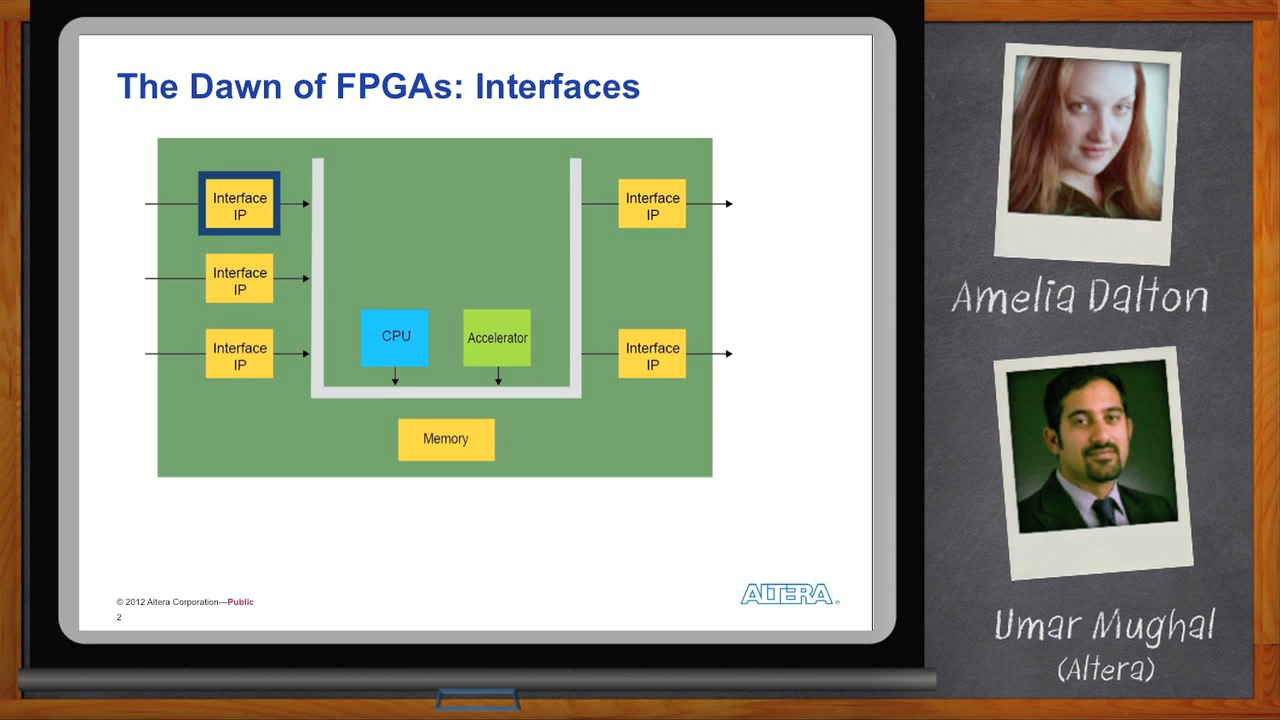 The Dawn of FPGAs: Interfaces
Interface
IP
Interface
IP
Interface
IP
CPU
Accelerator
Memory
Interface
IP
Interface
IP
© 2012 Altera Corporation—Public
2
ALTERA®
Amelia Dalton
Umar Mughal
(Altera)